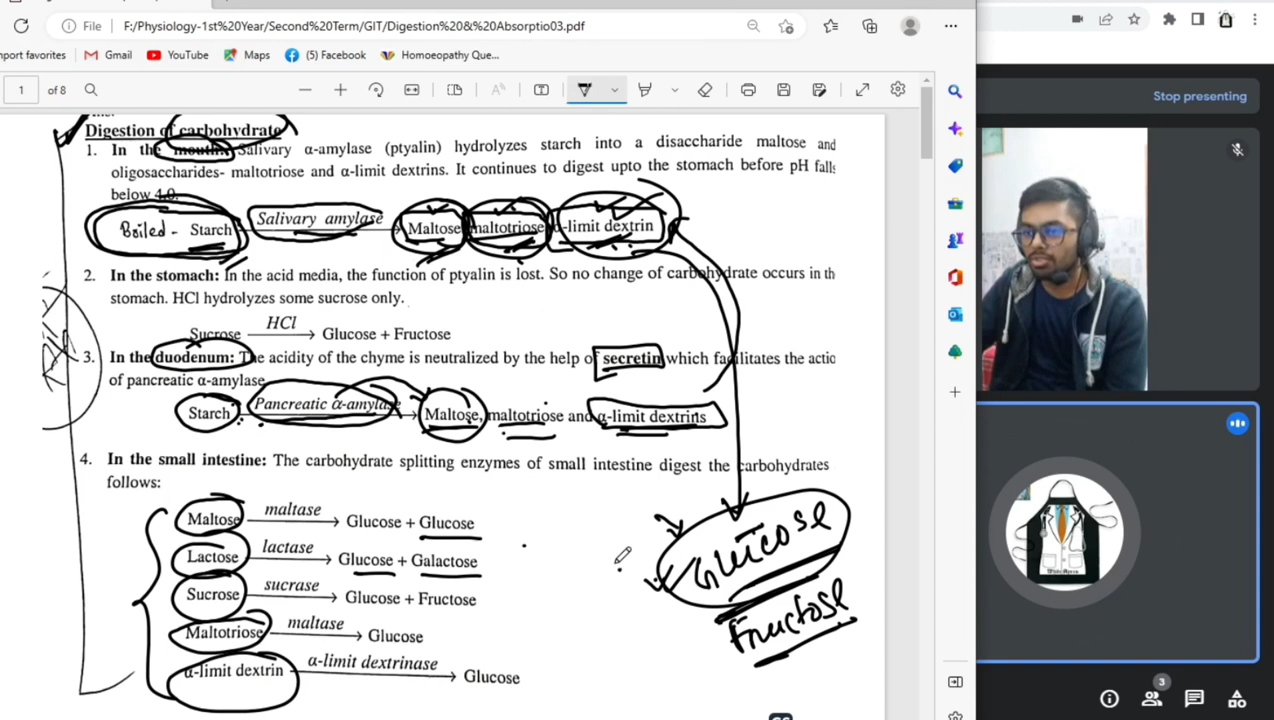 File
F:/Physiology-1st%20Year/Second%20Term/GIT/Digestion%20&%20Absorptio03.pdf
nport favorites
Gmail
YouTube
Maps
(5) Facebook
Homoeopathy Que...
1 of 8
Digestion of carbohydrate
1. In the mouth: Salivary α-amylase (ptyalin) hydrolyzes starch into a disaccharide maltose and
oligosaccharides- maltotriose and α-limit dextrins. It continues to digest upto the stomach before pH falls
below 4.0.
Boiled - Starch Salivary amylase Maltose maltotriose α-limit dextrin
2. In the stomach: In the acid media, the function of ptyalin is lost. So no change of carbohydrate occurs in th
stomach. HCl hydrolyzes some sucrose only.
Sucrose HCl Glucose + Fructose
3. In the duodenum: The acidity of the chyme is neutralized by the help of secretin which facilitates the actio
of pancreatic α-amylase
Starch Pancreatic α-amylase Maltose, maltotriose and α-limit dextrins
4. In the small intestine: The carbohydrate splitting enzymes of small intestine digest the carbohydrates
follows:
Maltose maltase Glucose + Glucose
Lactose lactase Glucose + Galactose
Sucrose sucrase Glucose + Fructose
Maltotriose maltase Glucose
α-limit dextrin α-limit dextrinase Glucose
Glucose
Fructose
Stop presenting
3